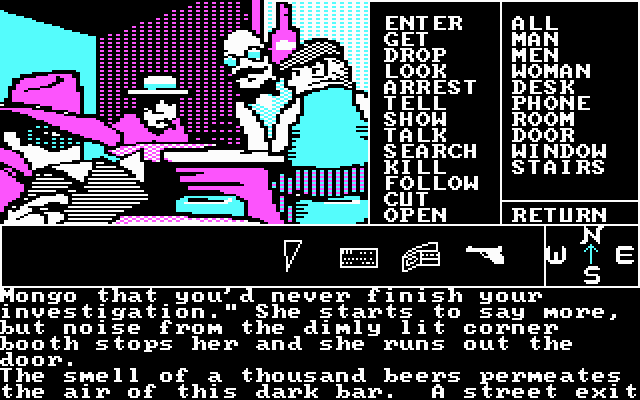 ENTER
GET
DROP
LOOK
ARREST
TELL
SHOW
TALK
SEARCH
KILL
FOLLOW
CUT
OPEN
ALL
MAN
MEN
WOMAN
DESK
PHONE
ROOM
DOOR
WINDOW
STAIRS
RETURN
N
W E
S
Mongo that you'd never finish your
investigation." She starts to say more,
but noise from the dimly lit corner
booth stops her and she runs out the
door.
The smell of a thousand beers permeates
the air of this dark bar. A street exit